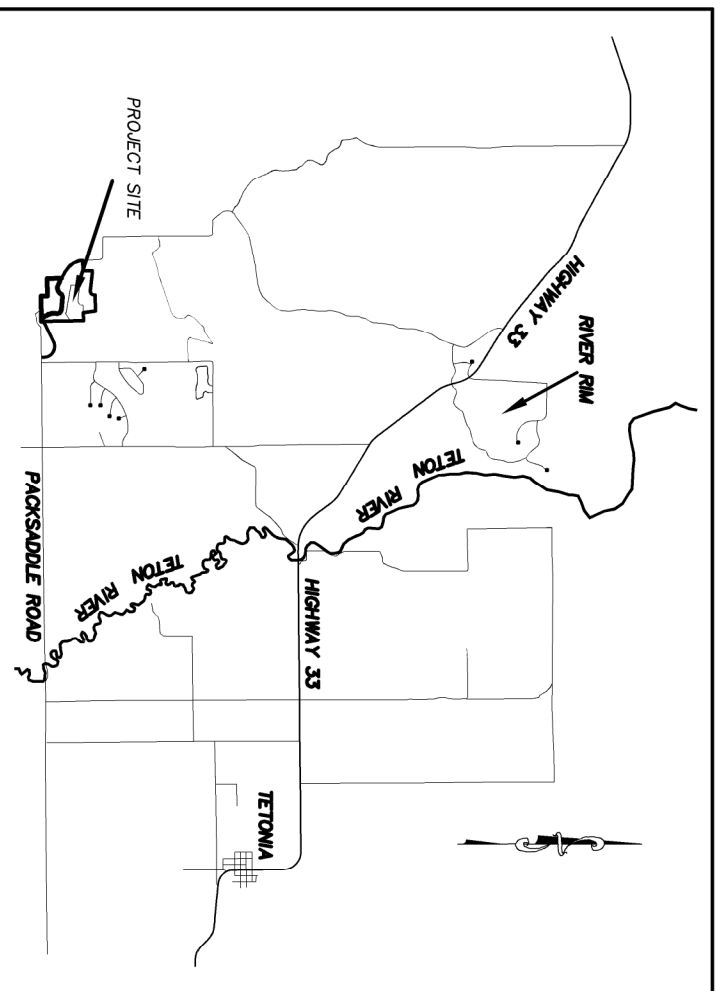 PROJECT SITE
HIGHWAY 33
RIVER RIM
TETON RIVER
TETON RIVER
PACKSADDLE ROAD
HIGHWAY 33
TETONIA